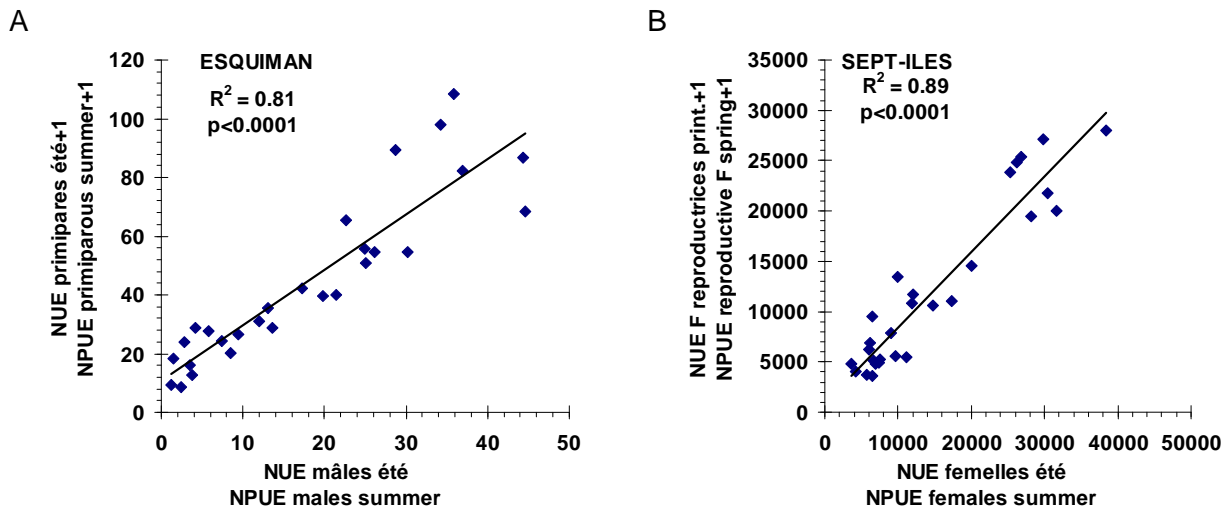 A
ESQUIMAN
R² = 0.81
p<0.0001
120
100
80
60
40
20
0
NUE primipares été+1
NPUE primiparous summer+1
0 10 20 30 40 50
NUE mâles été
NPUE males summer
B
SEPT-ILES
R² = 0.89
p<0.0001
35000
30000
25000
20000
15000
10000
5000
0
NUE F reproductrices print.+1
NPUE reproductive F spring+1
0 10000 20000 30000 40000 50000
NUE femelles été
NPUE females summer